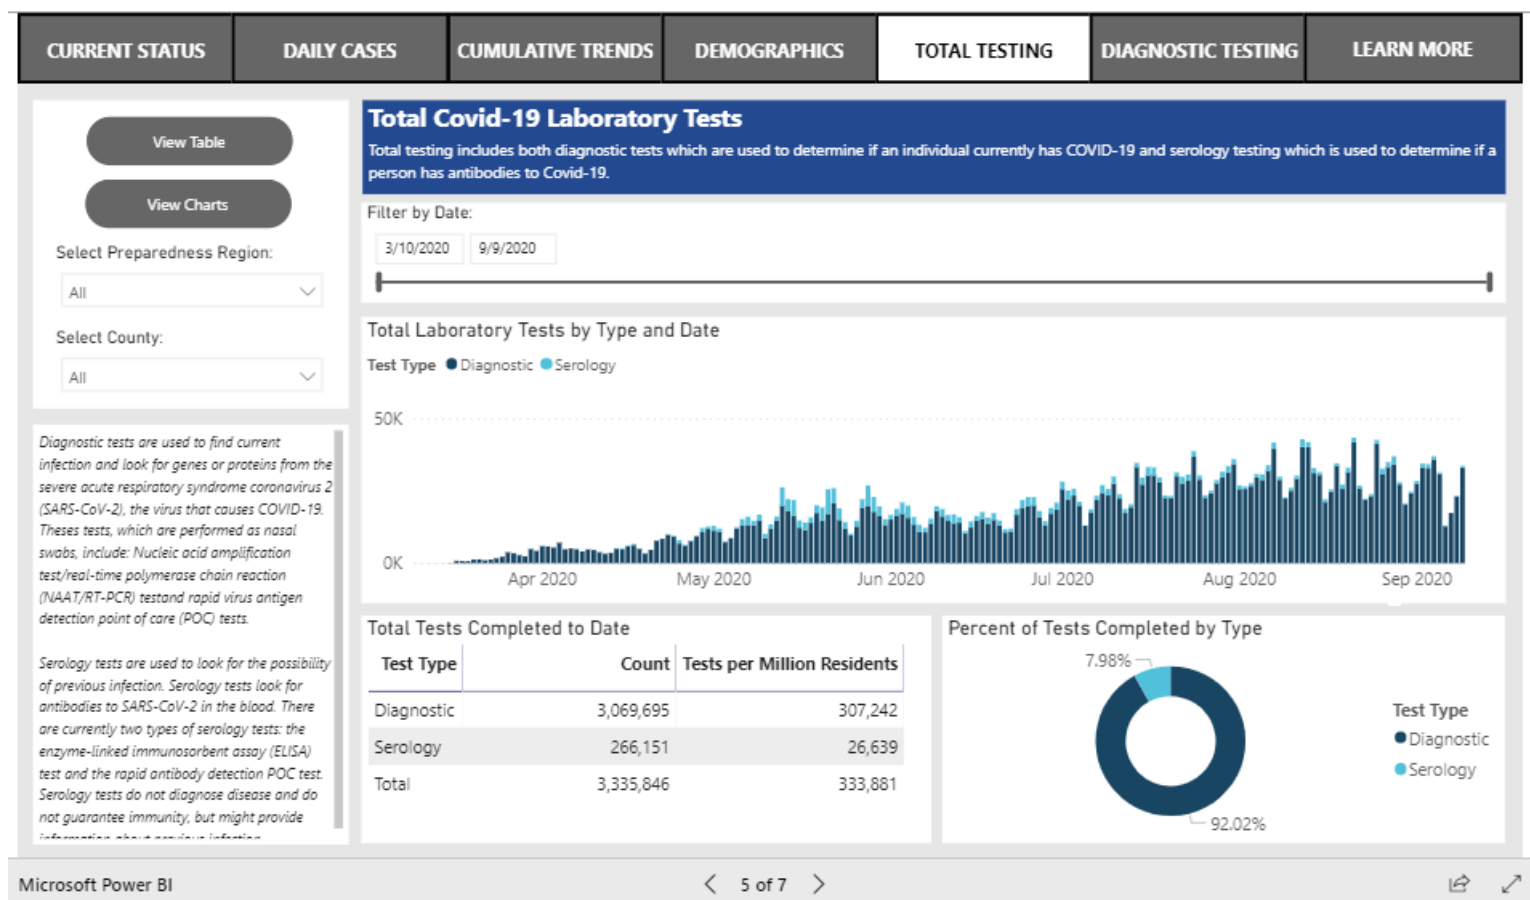 CURRENT STATUS
DAILY CASES
CUMULATIVE TRENDS
DEMOGRAPHICS
TOTAL TESTING
DIAGNOSTIC TESTING
LEARN MORE
View Table
View Charts
Select Preparedness Region:
All
Select County:
All
Diagnostic tests are used to find current
infection and look for genes or proteins from the
severe acute respiratory syndrome coronavirus 2
(SARS-CoV-2), the virus that causes COVID-19.
Theses tests, which are performed as nasal
swabs, include: Nucleic acid amplification
test/real-time polymerase chain reaction
(NAAT/RT-PCR) testand rapid virus antigen
detection point of care (POC) tests.
Serology tests are used to look for the possibility
of previous infection. Serology tests look for
antibodies to SARS-CoV-2 in the blood. There
are currently two types of serology tests: the
enzyme-linked immunosorbent assay (ELISA)
test and the rapid antibody detection POC test.
Serology tests do not diagnose disease and do
not guarantee immunity, but might provide
information about previous infection
Total Covid-19 Laboratory Tests
Total testing includes both diagnostic tests which are used to determine if an individual currently has COVID-19 and serology testing which is used to determine if a
person has antibodies to Covid-19.
Filter by Date:
3/10/2020
9/9/2020
Total Laboratory Tests by Type and Date
Test Type Diagnostic Serology
50K
0K
Apr 2020 May 2020 Jun 2020 Jul 2020 Aug 2020 Sep 2020
Total Tests Completed to Date
Test Type Count Tests per Million Residents
Diagnostic 3,069,695 307,242
Serology 266,151 26,639
Total 3,335,846 333,881
Percent of Tests Completed by Type
7.98%
92.02%
Test Type
Diagnostic
Serology
Microsoft Power BI
5 of 7